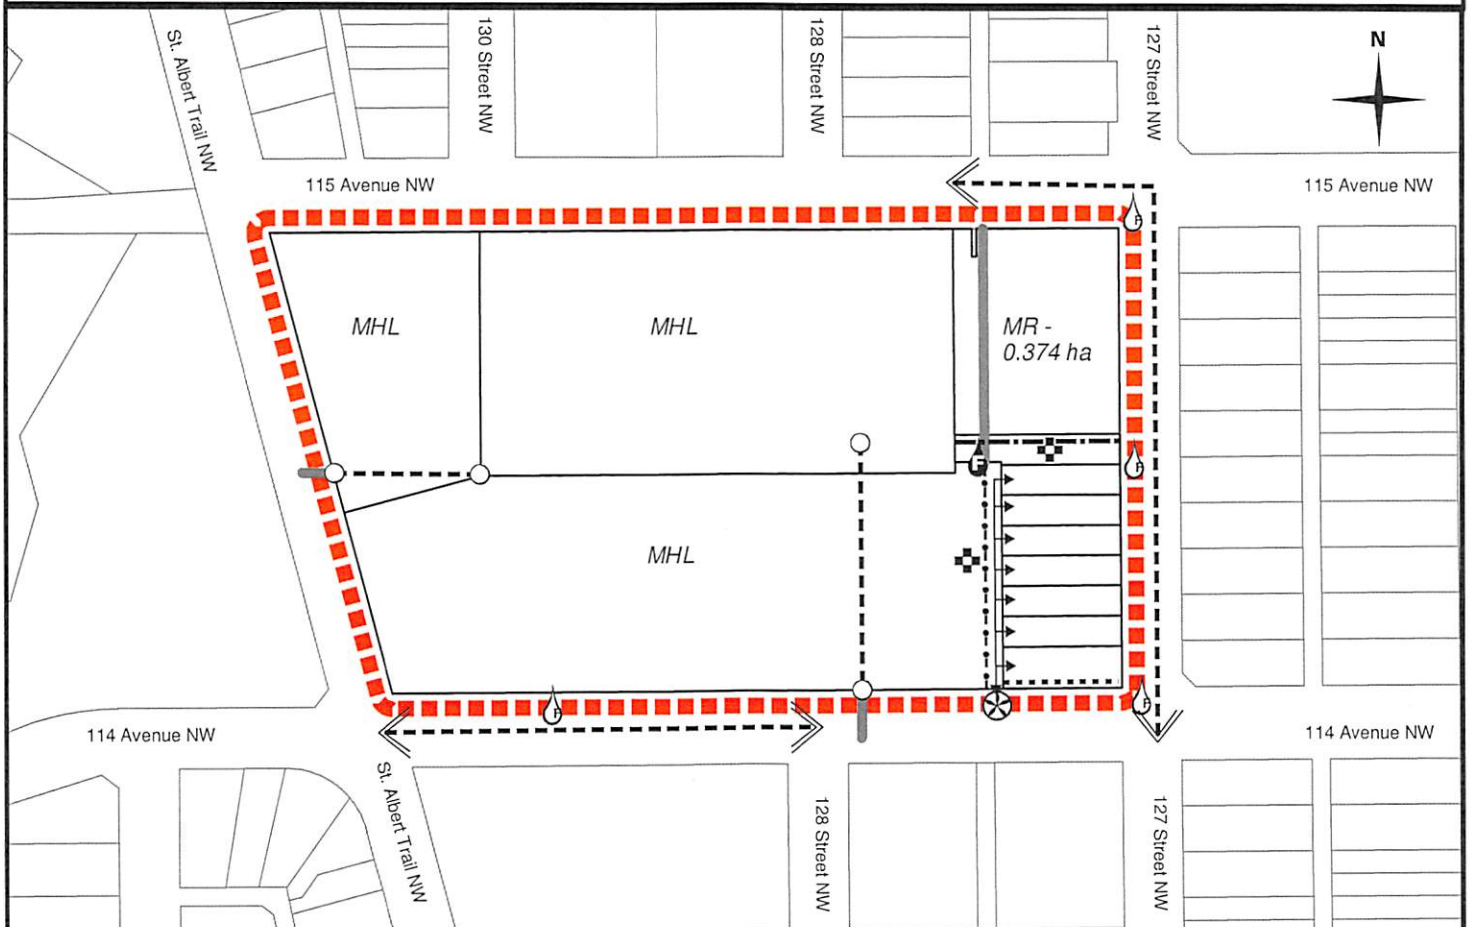 St. Albert Trail NW
130 Street NW
128 Street NW
127 Street NW
N
115 Avenue NW
115 Avenue NW
F
MHL
MHL
MR -
0.374 ha
F
F
MHL
F
F
114 Avenue NW
114 Avenue NW
St. Albert Trail NW
128 Street NW
127 Street NW